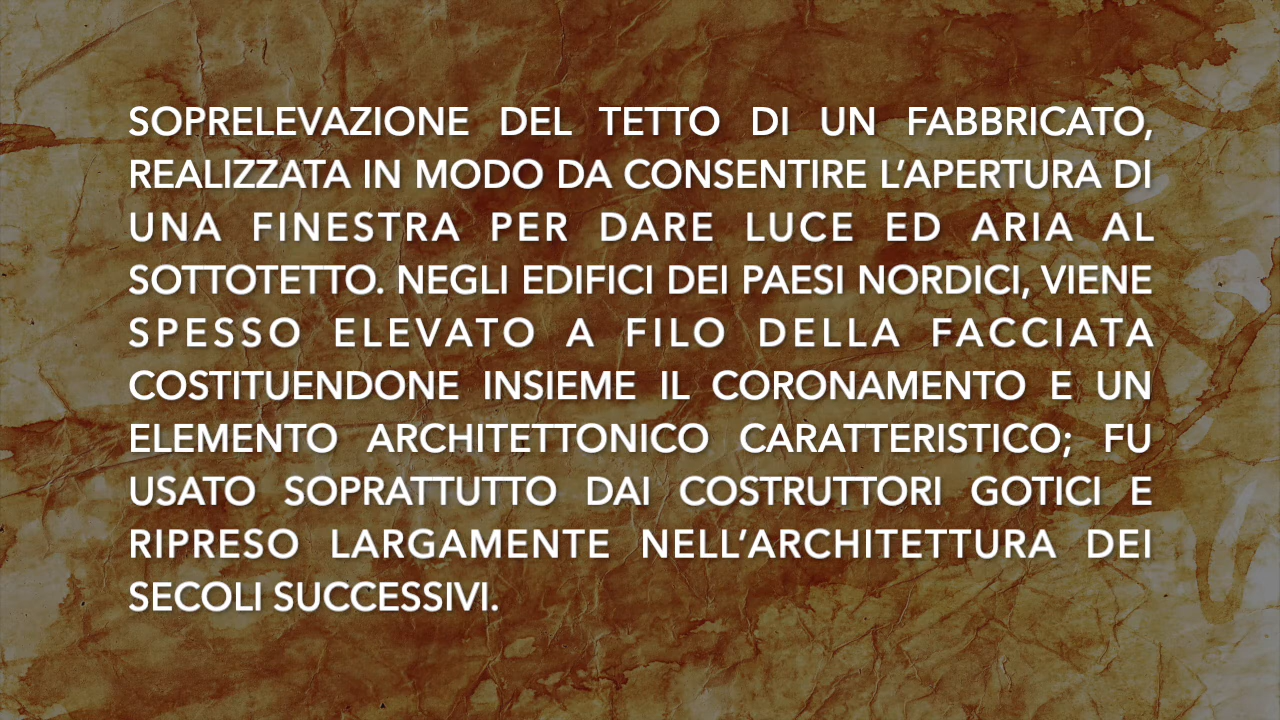 SOPRELEVAZIONE DEL TETTO DI UN FABBRICATO,
REALIZZATA IN MODO DA CONSENTIRE L’APERTURA DI
UNA FINESTRA PER DARE LUCE ED ARIA AL
SOTTOTETTO. NEGLI EDIFICI DEI PAESI NORDICI, VIENE
SPESSO ELEVATO A FILO DELLA FACCIATA
COSTITUENDONE INSIEME IL CORONAMENTO E UN
ELEMENTO ARCHITETTONICO CARATTERISTICO; FU
USATO SOPRATTUTTO DAI COSTRUTTORI GOTICI E
RIPRESO LARGAMENTE NELL’ARCHITETTURA DEI
SECOLI SUCCESSIVI.